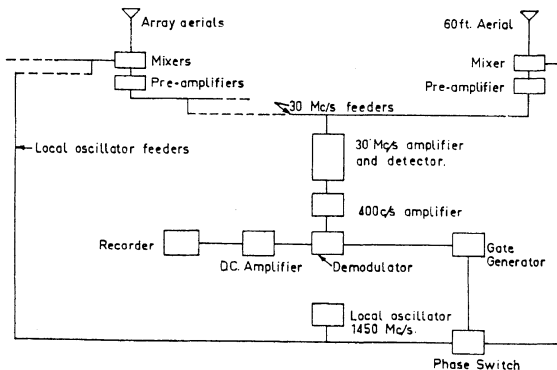 Array aerials
60ft. Aerial
Mixers
Mixer
Pre-amplifiers
Pre-amplifier
30 Mc/s feeders
Local oscillator feeders
30 Mc/s amplifier
and detector.
400c/s amplifier
Recorder
D.C. Amplifier
Demodulator
Gate
Generator
Local oscillator
1450 Mc/s.
Phase Switch